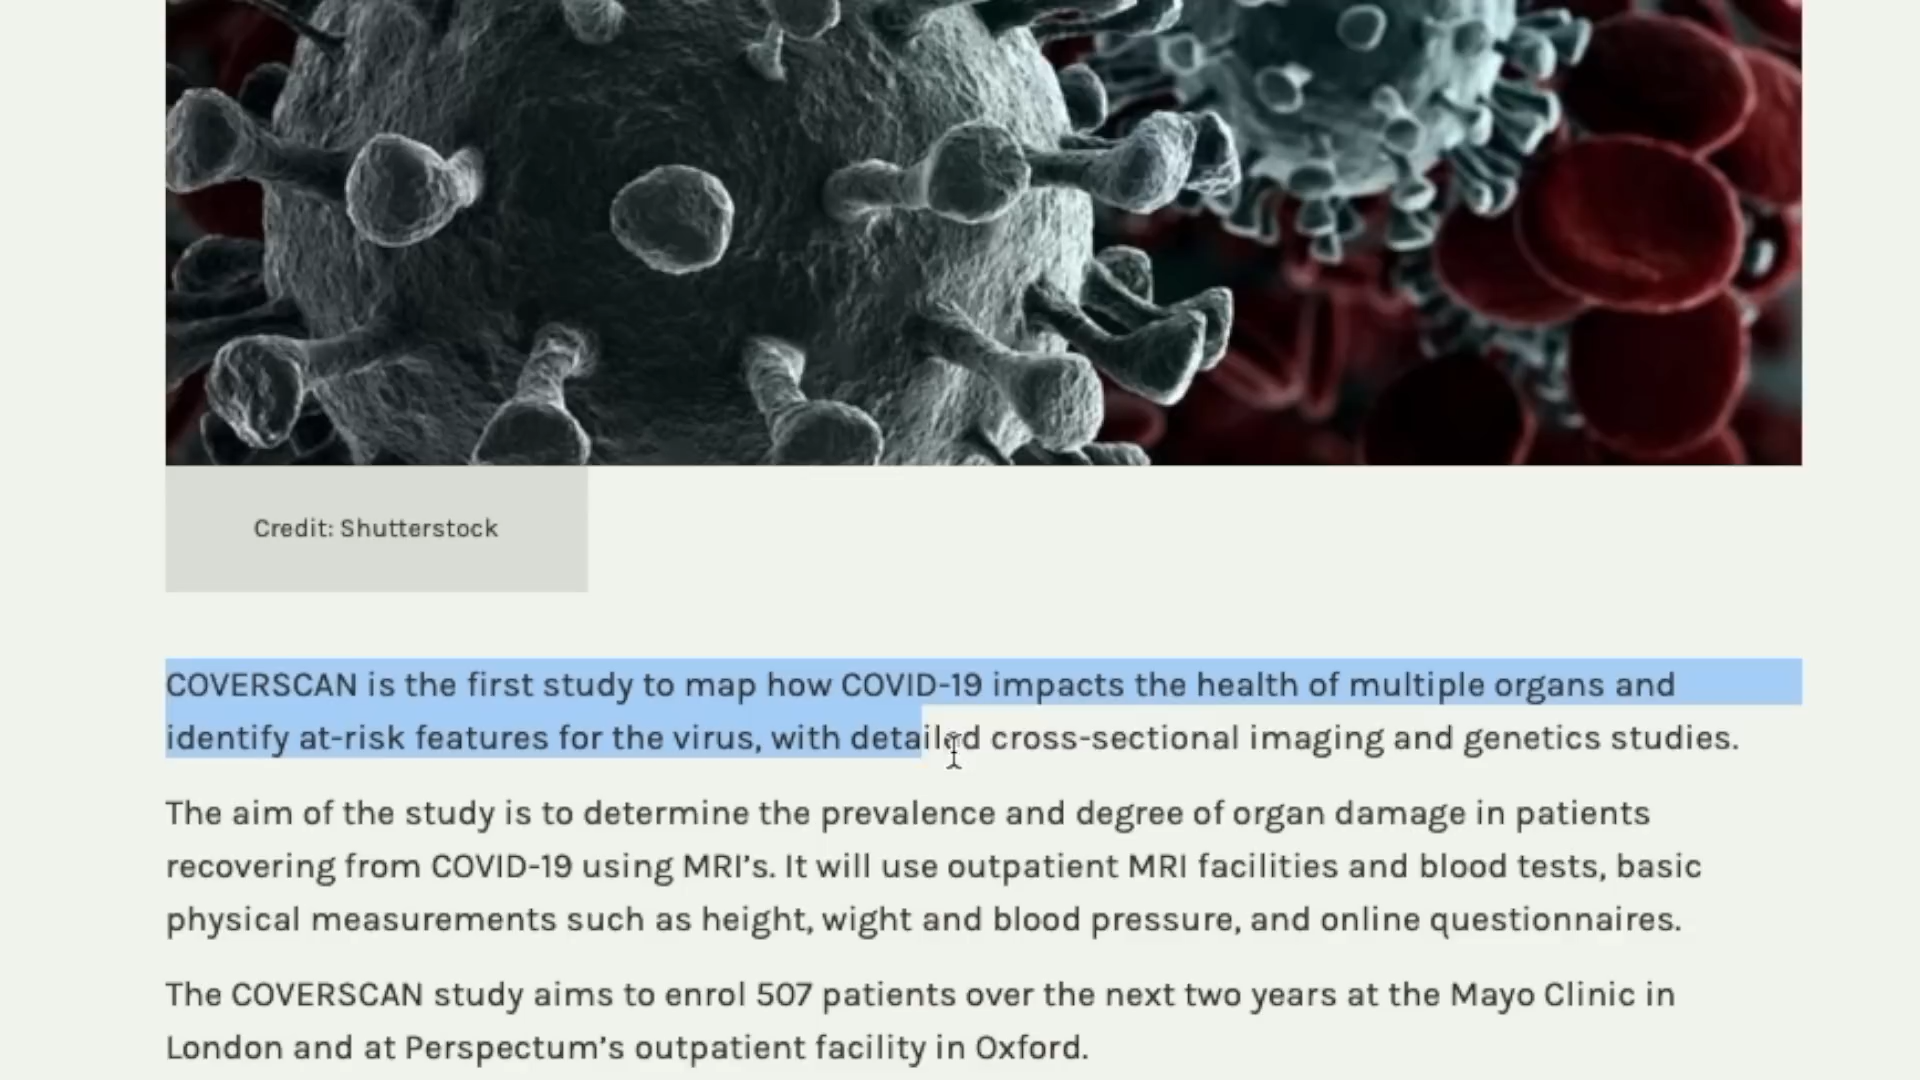 Credit: Shutterstock
COVERSCAN is the first study to map how COVID-19 impacts the health of multiple organs and
identify at-risk features for the virus, with detailed cross-sectional imaging and genetics studies.
The aim of the study is to determine the prevalence and degree of organ damage in patients
recovering from COVID-19 using MRI’s. It will use outpatient MRI facilities and blood tests, basic
physical measurements such as height, wight and blood pressure, and online questionnaires.
The COVERSCAN study aims to enrol 507 patients over the next two years at the Mayo Clinic in
London and at Perspectum’s outpatient facility in Oxford.